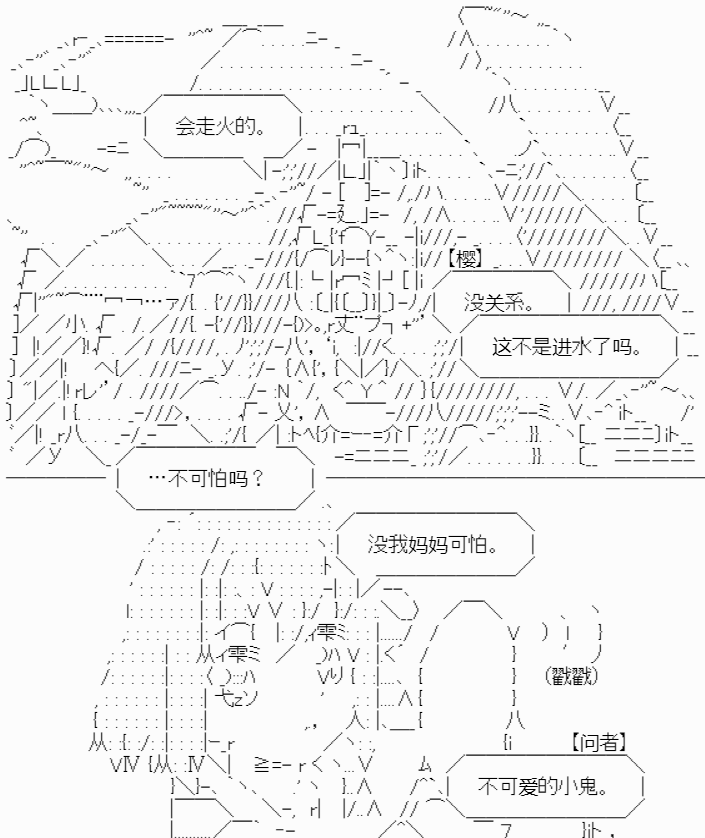 会走火的。
【樱】
没关系。
这不是进水了吗。
…不可怕吗？
没我妈妈可怕。
(戳戳)
【问者】
不可爱的小鬼。